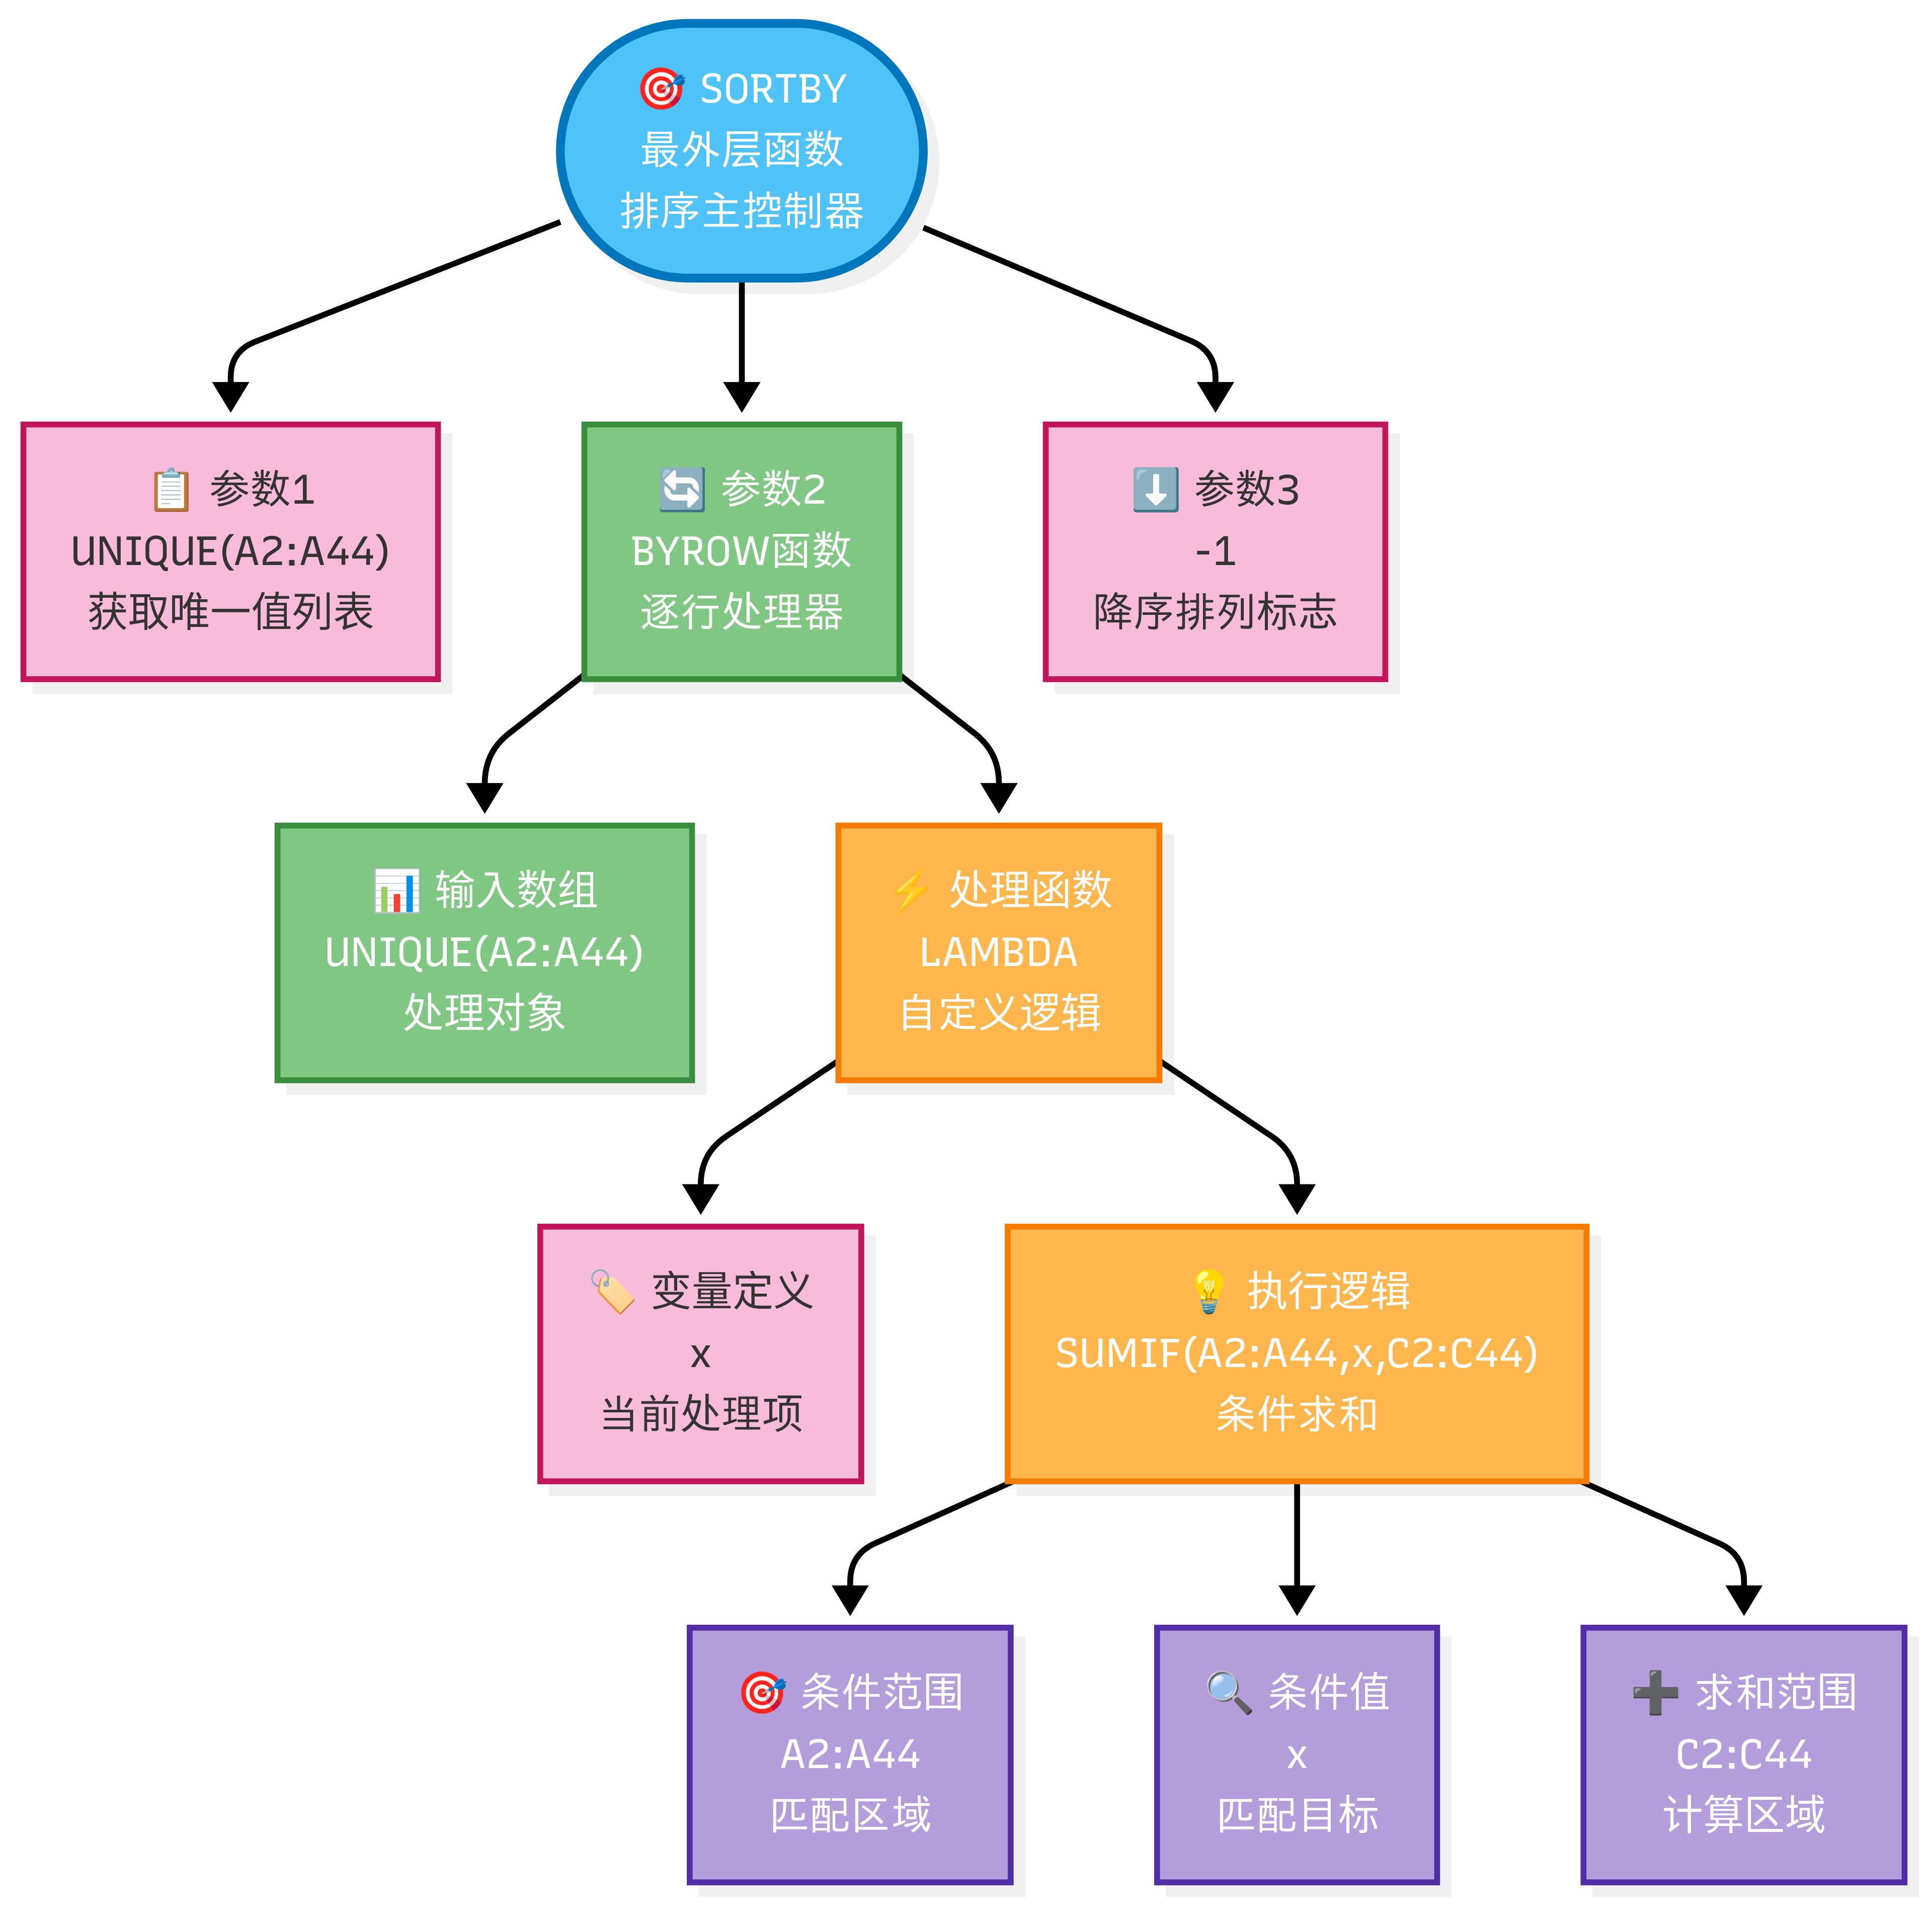 🎯 SORTBY
最外层函数
排序主控制器
📋 参数1
UNIQUE(A2:A44)
获取唯一值列表
🔄 参数2
BYROW函数
逐行处理器
⬇️ 参数3
-1
降序排列标志
📊 输入数组
UNIQUE(A2:A44)
处理对象
⚡ 处理函数
LAMBDA
自定义逻辑
🏷️ 变量定义
x
当前处理项
💡 执行逻辑
SUMIF(A2:A44,x,C2:C44)
条件求和
🎯 条件范围
A2:A44
匹配区域
🔍 条件值
x
匹配目标
➕ 求和范围
C2:C44
计算区域